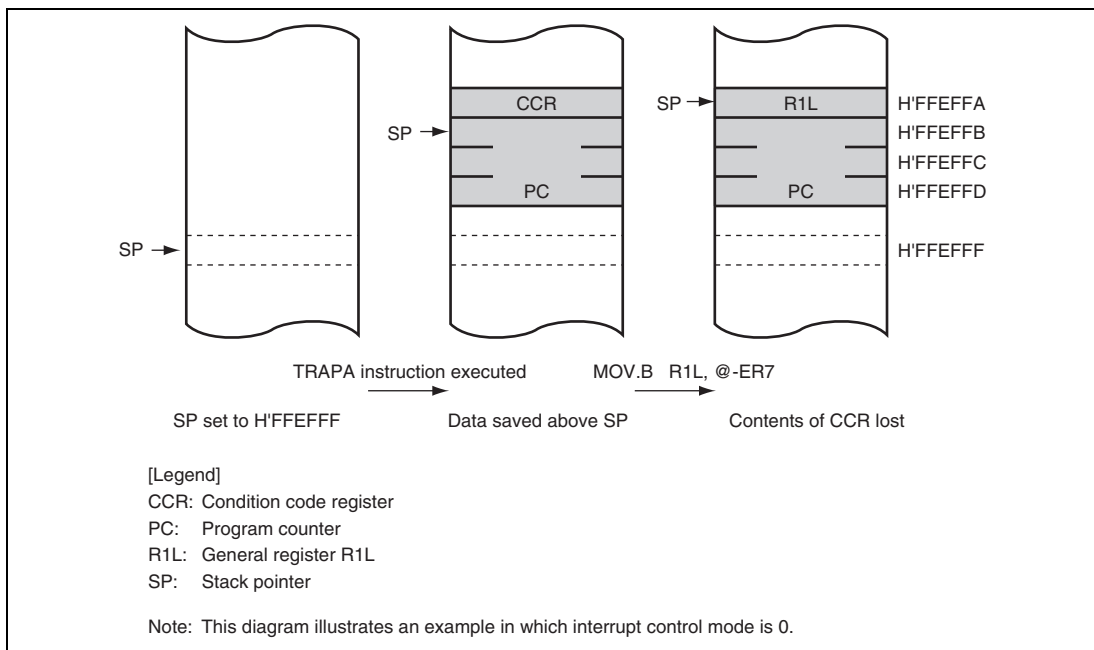 CCR
SP
R1L
H'FFEFFA
SP
H'FFEFFB
H'FFEFFC
PC
PC
H'FFEFFD
SP
H'FFEFFF
TRAPA instruction executed
MOV.B R1L, @-ER7
SP set to H'FFEFFF
Data saved above SP
Contents of CCR lost
[Legend]
CCR: Condition code register
PC: Program counter
R1L: General register R1L
SP: Stack pointer
Note: This diagram illustrates an example in which interrupt control mode is 0.